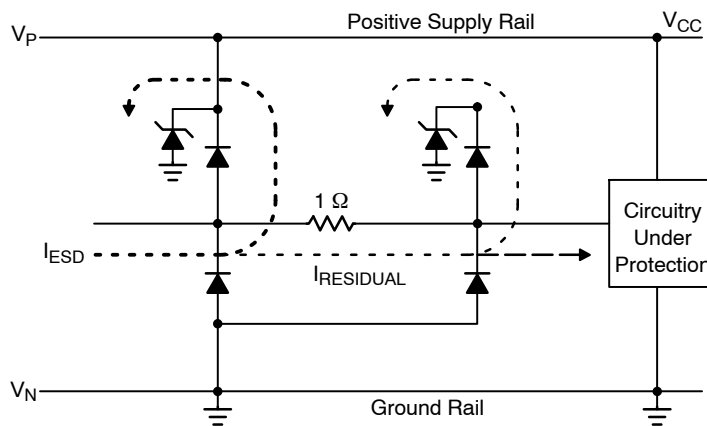 Positive Supply Rail
V_P
V_CC
1 Ω
I_ESD
I_RESIDUAL
Circuitry
Under
Protection
V_N
Ground Rail